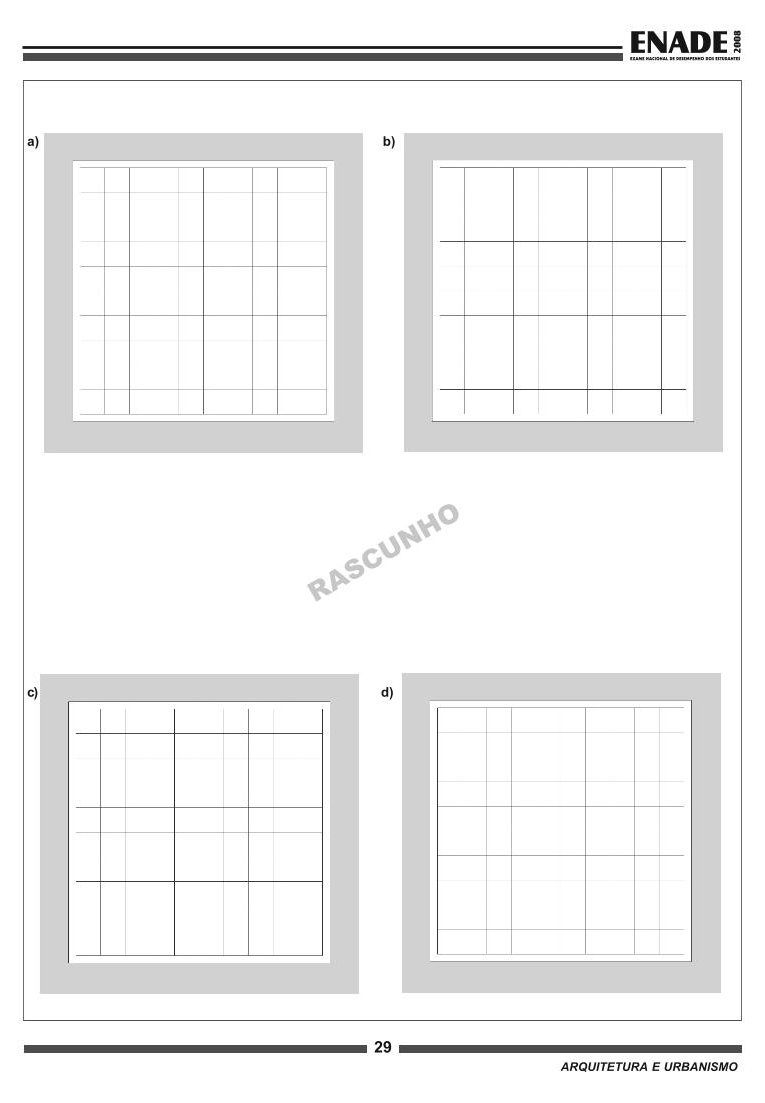 ENADE
2008
EXAME NACIONAL DE DESEMPENHO DOS ESTUDANTES
a)
b)
RASCUNHO
c)
d)
29
ARQUITETURA E URBANISMO